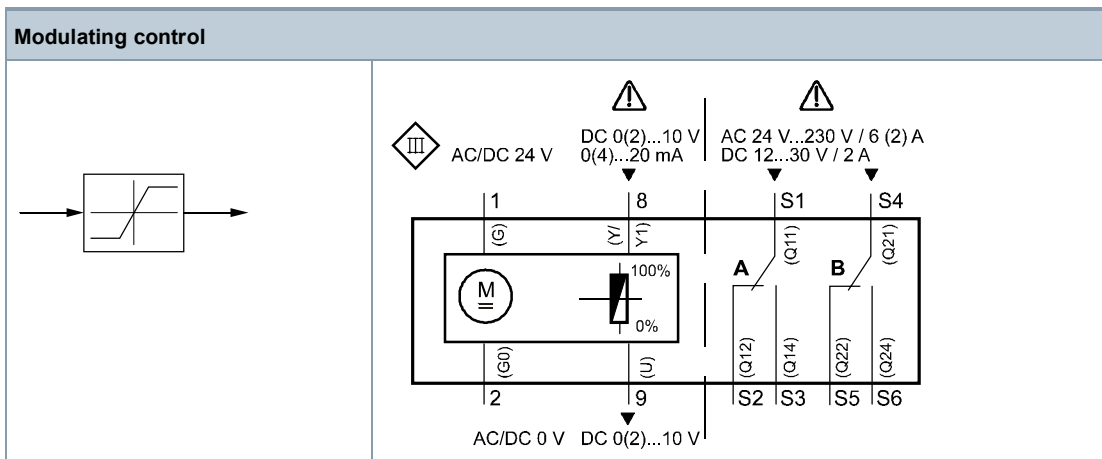 Modulating control
III
AC/DC 24 V
DC 0(2)...10 V
0(4)...20 mA
AC 24 V...230 V / 6 (2) A
DC 12...30 V / 2 A
1
8
S1
S4
(G)
(Y/
Y1)
(Q11)
(Q21)
A
B
M
100%
0%
(G0)
(U)
(Q12)
(Q14)
(Q22)
(Q24)
2
9
S2
S3
S5
S6
AC/DC 0 V
DC 0(2)...10 V